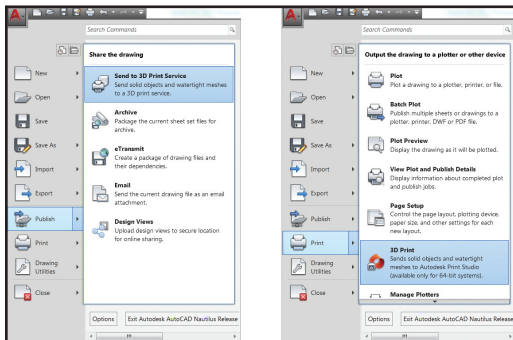 Search Commands
Share the drawing
New
Open
Save
Save As
Import
Export
Publish
Print
Drawing
Utilities
Close
Send to 3D Print Service
Send solid objects and watertight meshes
to a 3D print service.
Archive
Package the current sheet set files for
archive.
eTransmit
Create a package of drawing files and
their dependencies.
Email
Send the current drawing file as an email
attachment.
Design Views
Upload design views to secure location
for online sharing.
Options
Exit Autodesk AutoCAD Nautilus Release
Search Commands
Output the drawing to a plotter or other device
New
Open
Save
Save As
Import
Export
Publish
Print
Drawing
Utilities
Close
Plot
Plot a drawing to a plotter, printer, or file.
Batch Plot
Publish multiple sheets or drawings to a
plotter, printer, DWF or PDF file.
Plot Preview
Display the drawing as it will be plotted.
View Plot and Publish Details
Display information about completed plot
and publish jobs.
Page Setup
Control the page layout, plotting device,
paper size, and other settings for each
new layout.
3D Print
Sends solid objects and watertight
meshes to Autodesk Print Studio
(available only for 64-bit systems).
Manage Plotters
Options
Exit Autodesk AutoCAD Nautilus Release